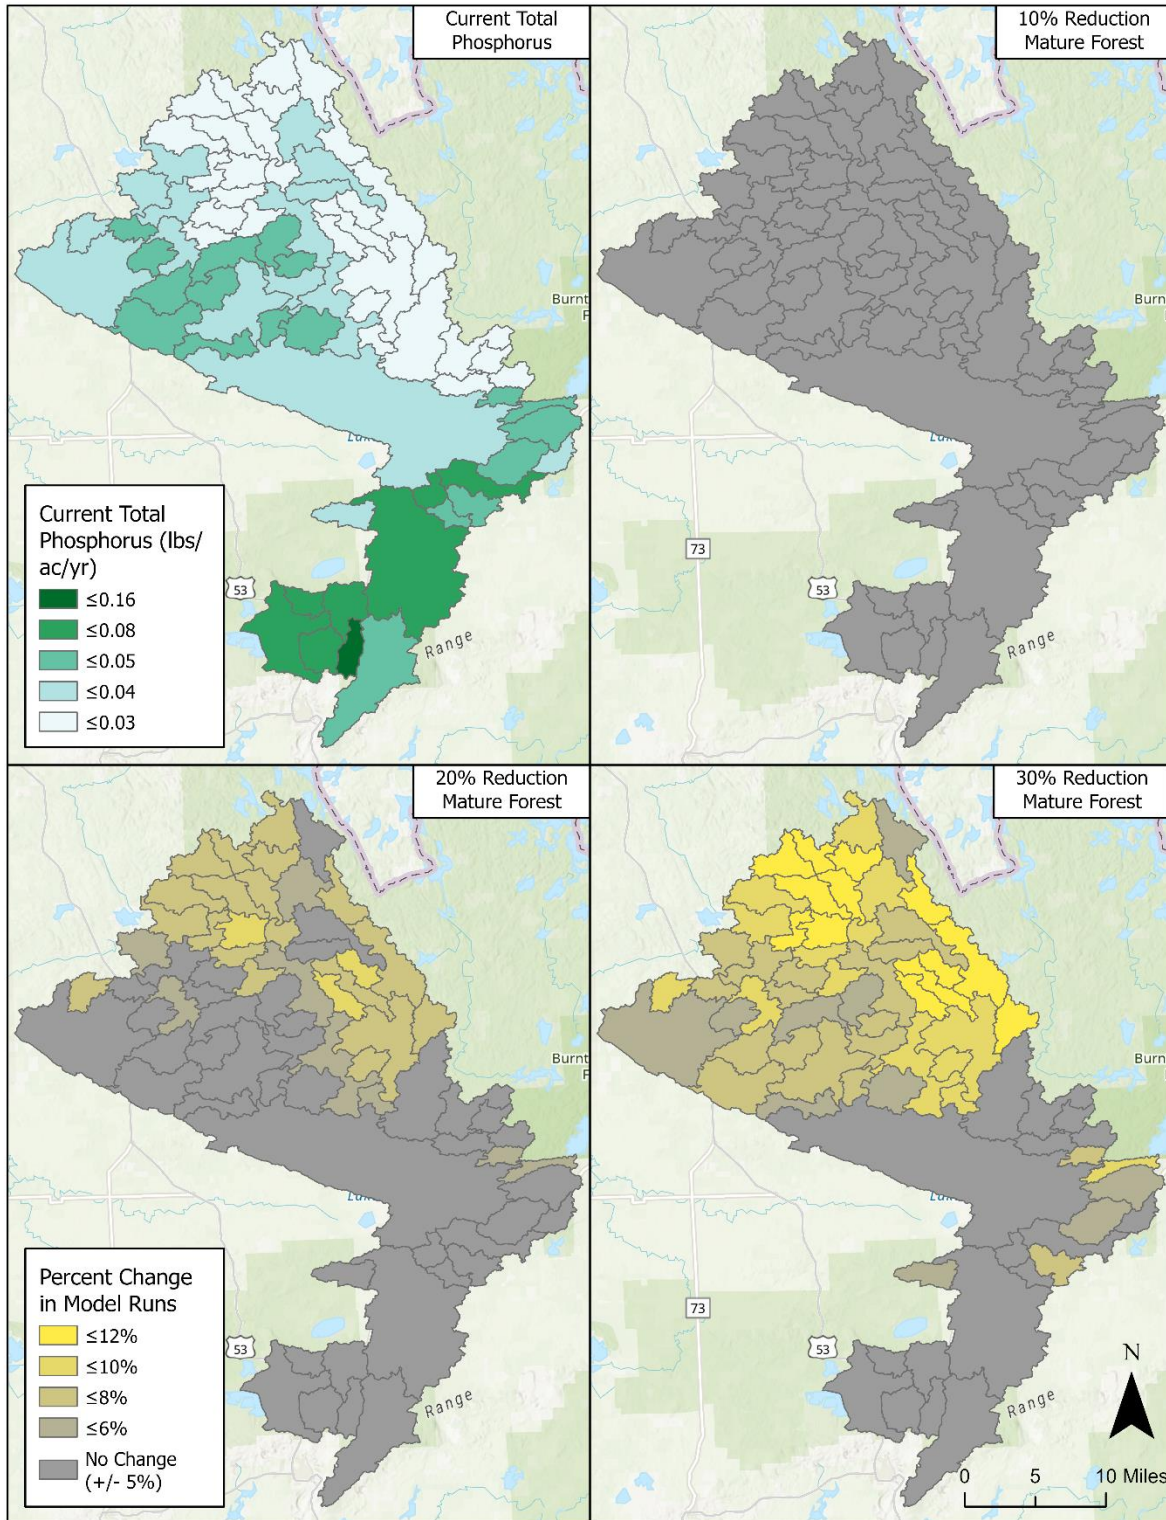 Current Total
Phosphorus
10% Reduction
Mature Forest
Burnt
Burnt
Current Total
Phosphorus (lbs/
ac/yr)
≤0.16
≤0.08
≤0.05
≤0.04
≤0.03
53
Range
73
53
Range
20% Reduction
Mature Forest
30% Reduction
Mature Forest
Burnt
Burnt
Percent Change
in Model Runs
≤12%
≤10%
≤8%
≤6%
No Change
(+/- 5%)
53
Range
73
53
Range
N
0 5 10 Miles